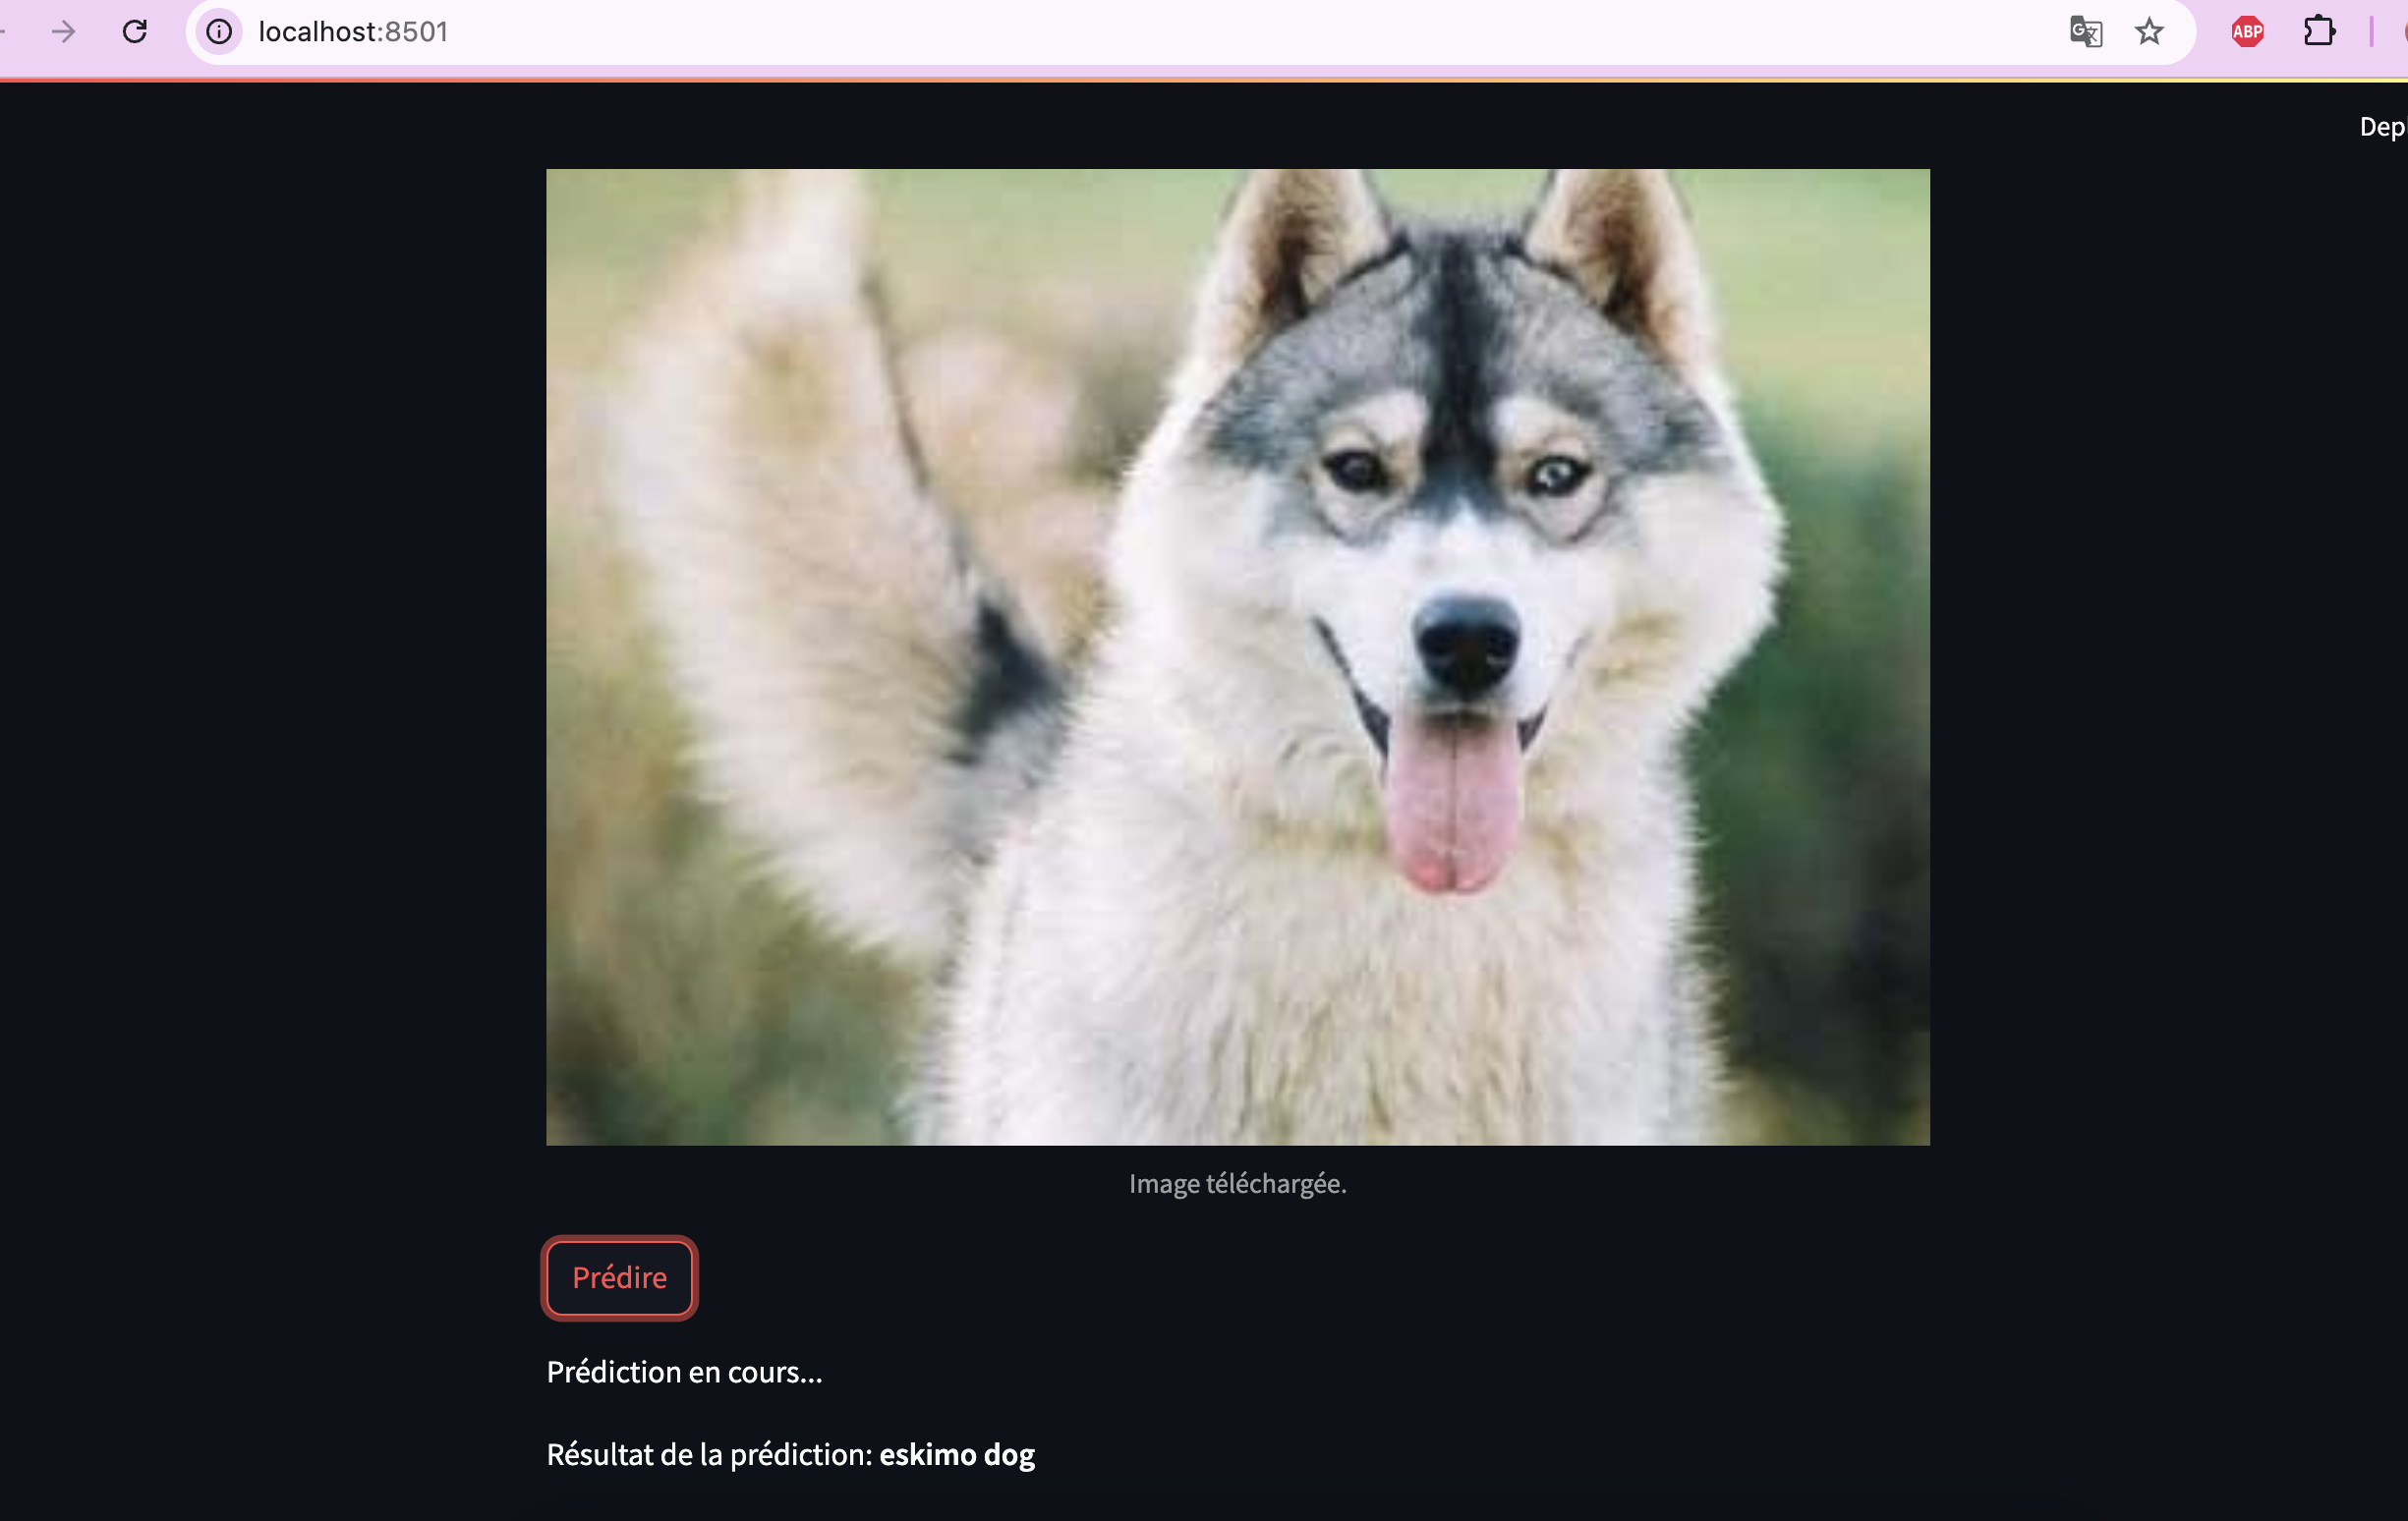 localhost:8501
ABP
Dep
Image téléchargée.
Prédire
Prédiction en cours...
Résultat de la prédiction: eskimo dog